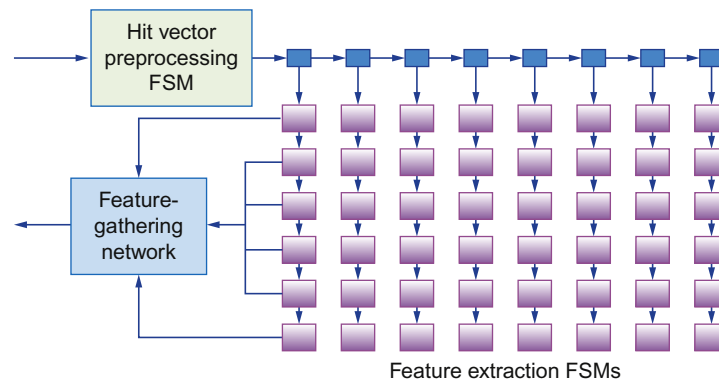 Hit vector
preprocessing
FSM
Feature-
gathering
network
Feature extraction FSMs